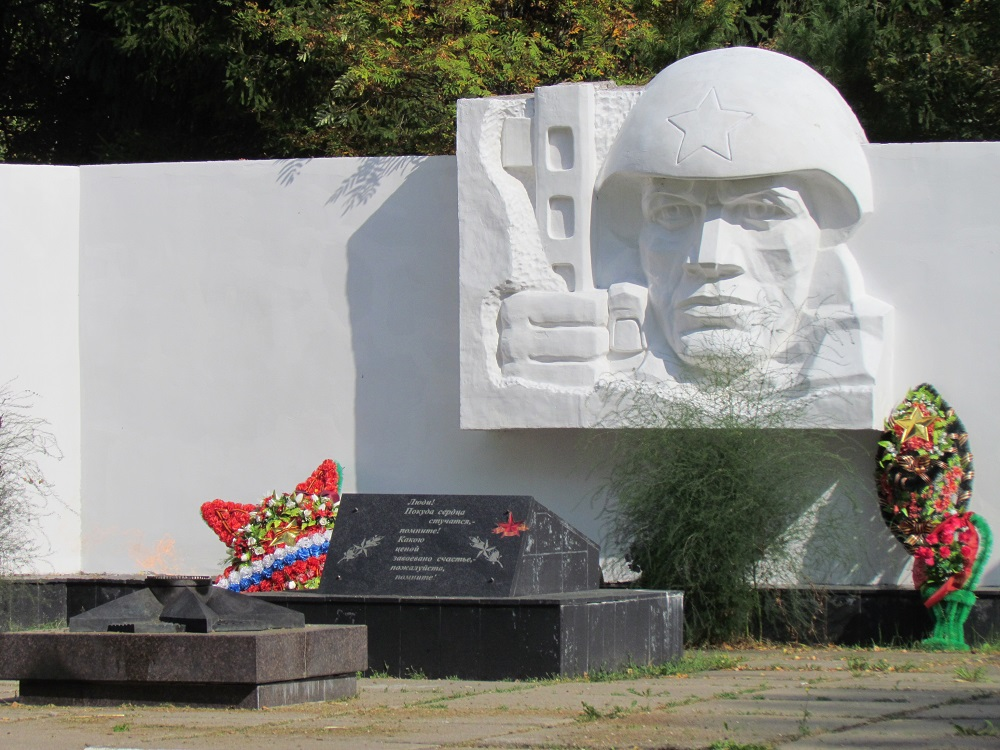 Люди!
Покуда сердца
стучатся,-
помните!
Какою
ценой
завоевано счастье,
пожалуйста,
помните!